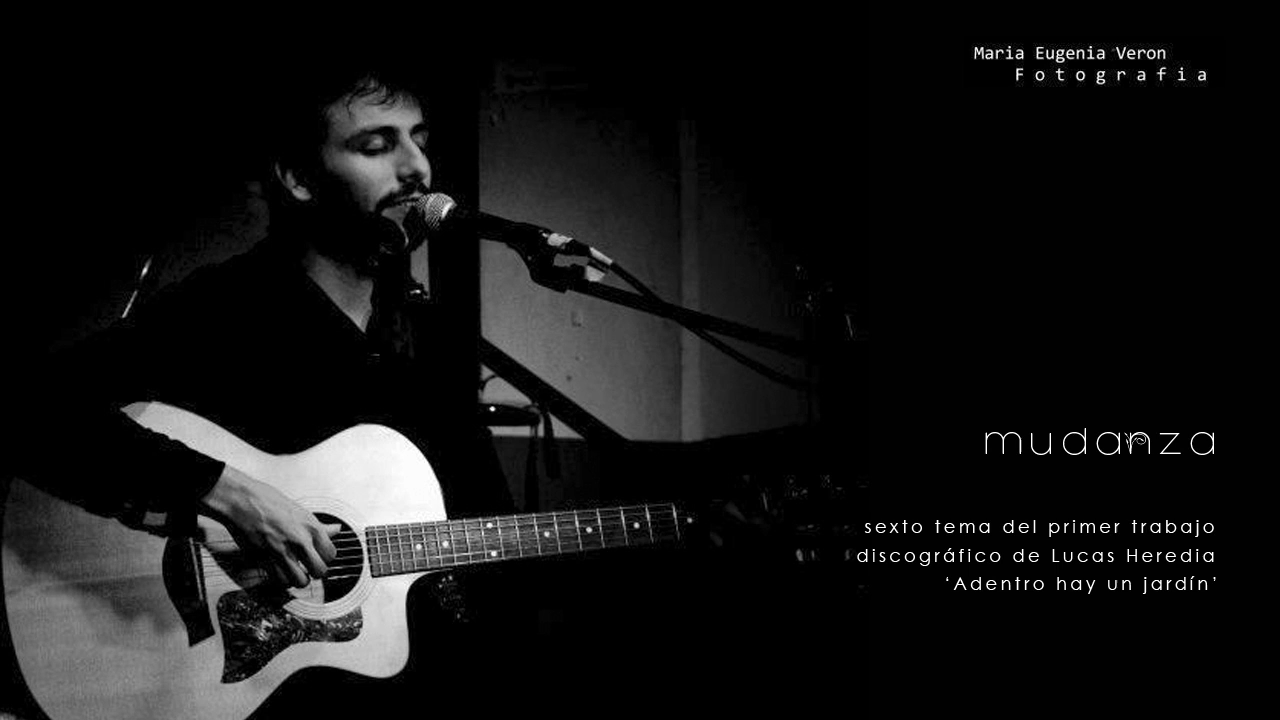 Maria Eugenia Veron
Fotografia
mudanza
sexto tema del primer trabajo
discográfico de Lucas Heredia
‘Adentro hay un jardín’